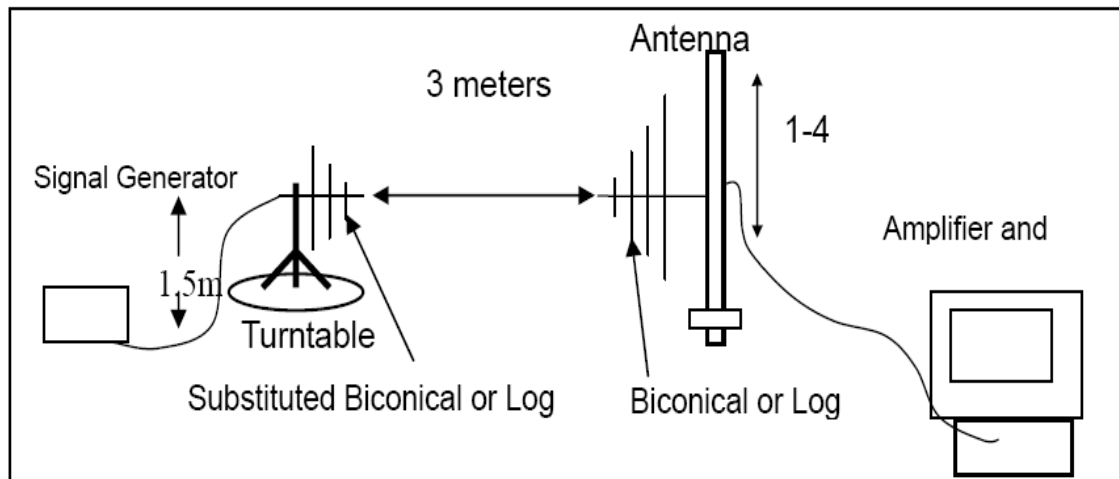 Antenna
3 meters
1-4
Signal Generator
Amplifier and
1.5m
Turntable
Substituted Biconical or Log
Biconical or Log